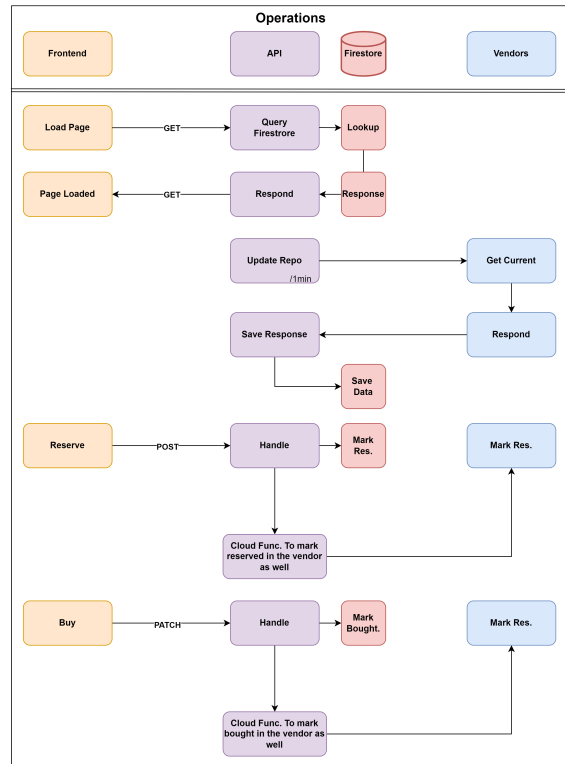 Operations
Frontend
API
Firestore
Vendors
Load Page
GET
Query
Firestrore
Lookup
Page Loaded
GET
Respond
Response
Update Repo
/1min
Get Current
Save Response
Respond
Save
Data
Reserve
POST
Handle
Mark
Res.
Mark Res.
Cloud Func. To mark
reserved in the vendor
as well
Buy
PATCH
Handle
Mark
Bought.
Mark Res.
Cloud Func. To mark
bought in the vendor as
well